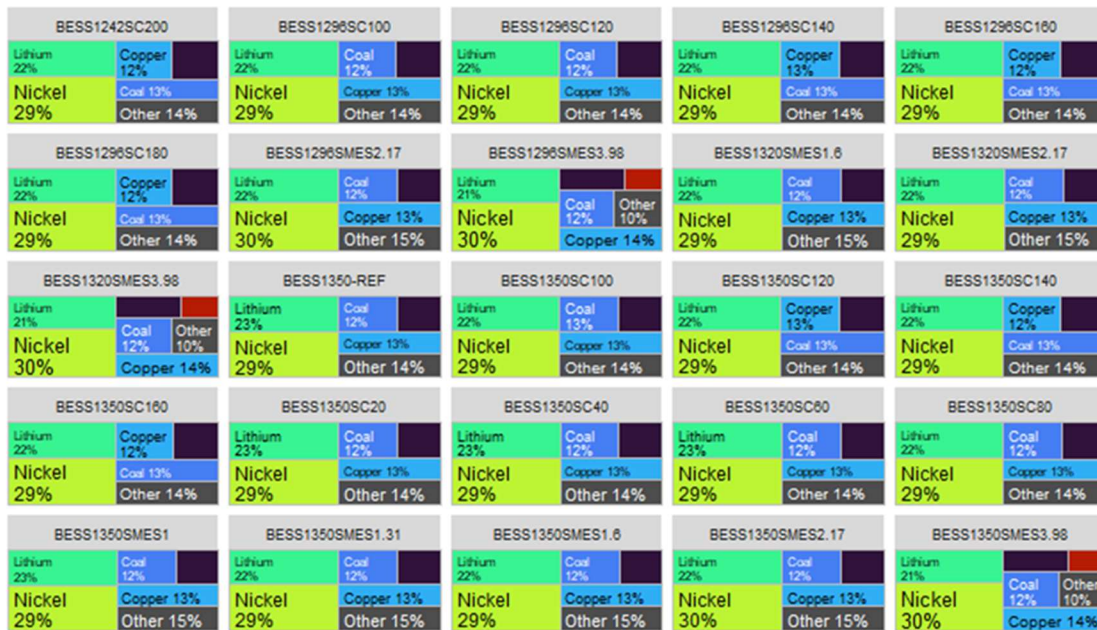 BESS1242SC200 BESS1296SC100 BESS1296SC120 BESS1296SC140 BESS1296SC160
Lithium Copper Lithium Coal Lithium Coal Lithium Copper Lithium Copper
22% 12% 22% 12% 22% 12% 22% 13% 22% 12%
Nickel Coal 13% Nickel Copper 13% Nickel Copper 13% Nickel Coal 13% Nickel Coal 13%
29% Other 14% 29% Other 14% 29% Other 14% 29% Other 14% 29% Other 14%
BESS1296SC180 BESS1296SMES2.17 BESS1296SMES3.98 BESS1320SMES1.6 BESS1320SMES2.17
Lithium Copper Lithium Coal Lithium Lithium Coal Lithium Coal
22% 12% 22% 12% 21% 22% 12% 22% 12%
Nickel Coal 13% Nickel Copper 13% Nickel Coal Other Nickel Copper 13% Nickel Copper 13%
29% Other 14% 30% Other 15% 30% 12% 10% 29% Other 15% 29% Other 15%
Copper 14%
BESS1320SMES3.98 BESS1350-REF BESS1350SC100 BESS1350SC120 BESS1350SC140
Lithium Lithium Coal Lithium Coal Lithium Copper Lithium Copper
21% 23% 12% 22% 13% 22% 13% 22% 12%
Nickel Coal Other Nickel Copper 13% Nickel Copper 13% Nickel Coal 13% Nickel Coal 13%
30% 12% 10% 29% Other 14% 29% Other 14% 29% Other 14% 29% Other 14%
Copper 14%
BESS1350SC160 BESS1350SC20 BESS1350SC40 BESS1350SC60 BESS1350SC80
Lithium Copper Lithium Coal Lithium Coal Lithium Coal Lithium Coal
22% 12% 23% 12% 23% 12% 23% 12% 22% 12%
Nickel Coal 13% Nickel Copper 13% Nickel Copper 13% Nickel Copper 13% Nickel Copper 13%
29% Other 14% 29% Other 14% 29% Other 14% 29% Other 14% 29% Other 14%
BESS1350SMES1 BESS1350SMES1.31 BESS1350SMES1.6 BESS1350SMES2.17 BESS1350SMES3.98
Lithium Coal Lithium Coal Lithium Coal Lithium Coal Lithium
23% 12% 22% 12% 22% 12% 22% 12% 21%
Nickel Copper 13% Nickel Copper 13% Nickel Copper 13% Nickel Copper 13% Nickel Coal Other
29% Other 15% 29% Other 15% 29% Other 15% 30% Other 15% 30% 12% 10%
Copper 14%